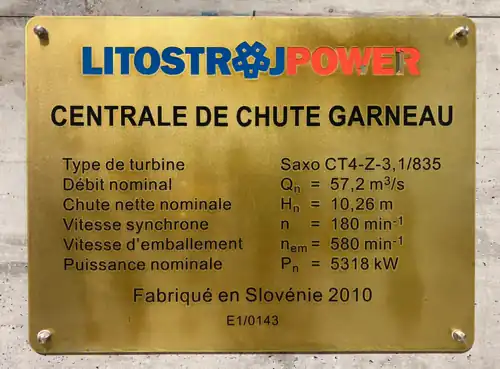 LITOSTROJPOWER
CENTRALE DE CHUTE GARNEAU
Type de turbine Saxo CT4-Z-3,1/835
Débit nominal Qn = 57,2 m³/s
Chute nette nominale Hn = 10,26 m
Vitesse synchrone n = 180 min⁻¹
Vitesse d'emballement nem = 580 min⁻¹
Puissance nominale Pn = 5318 kW
Fabriqué en Slovénie 2010
E1/0143